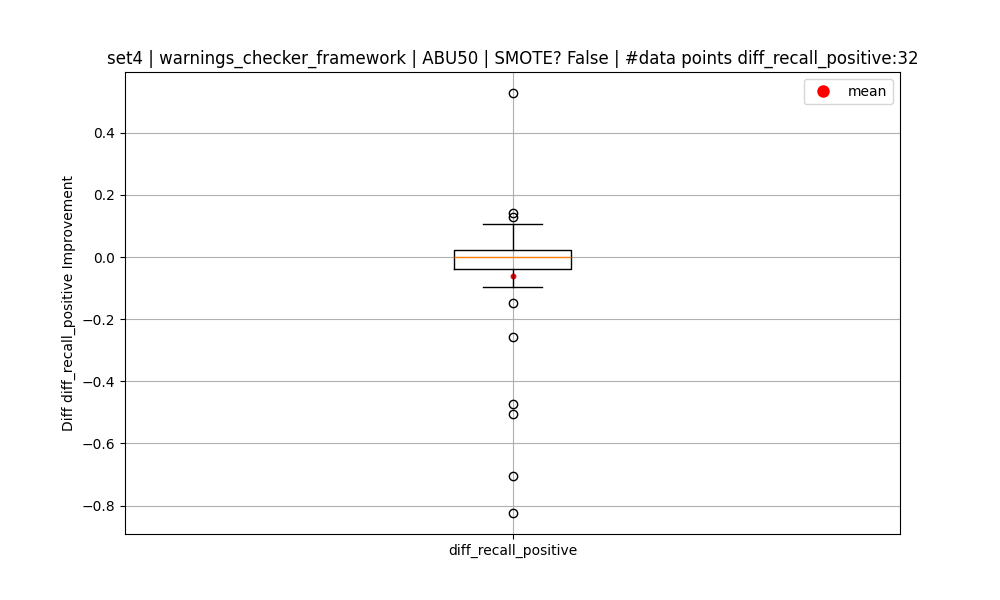 set4 | warnings_checker_framework | ABU50 | SMOTE? False | #data points diff_recall_positive:32
mean
0.4
0.2
0.0
−0.2
−0.4
−0.6
−0.8
Diff diff_recall_positive Improvement
diff_recall_positive